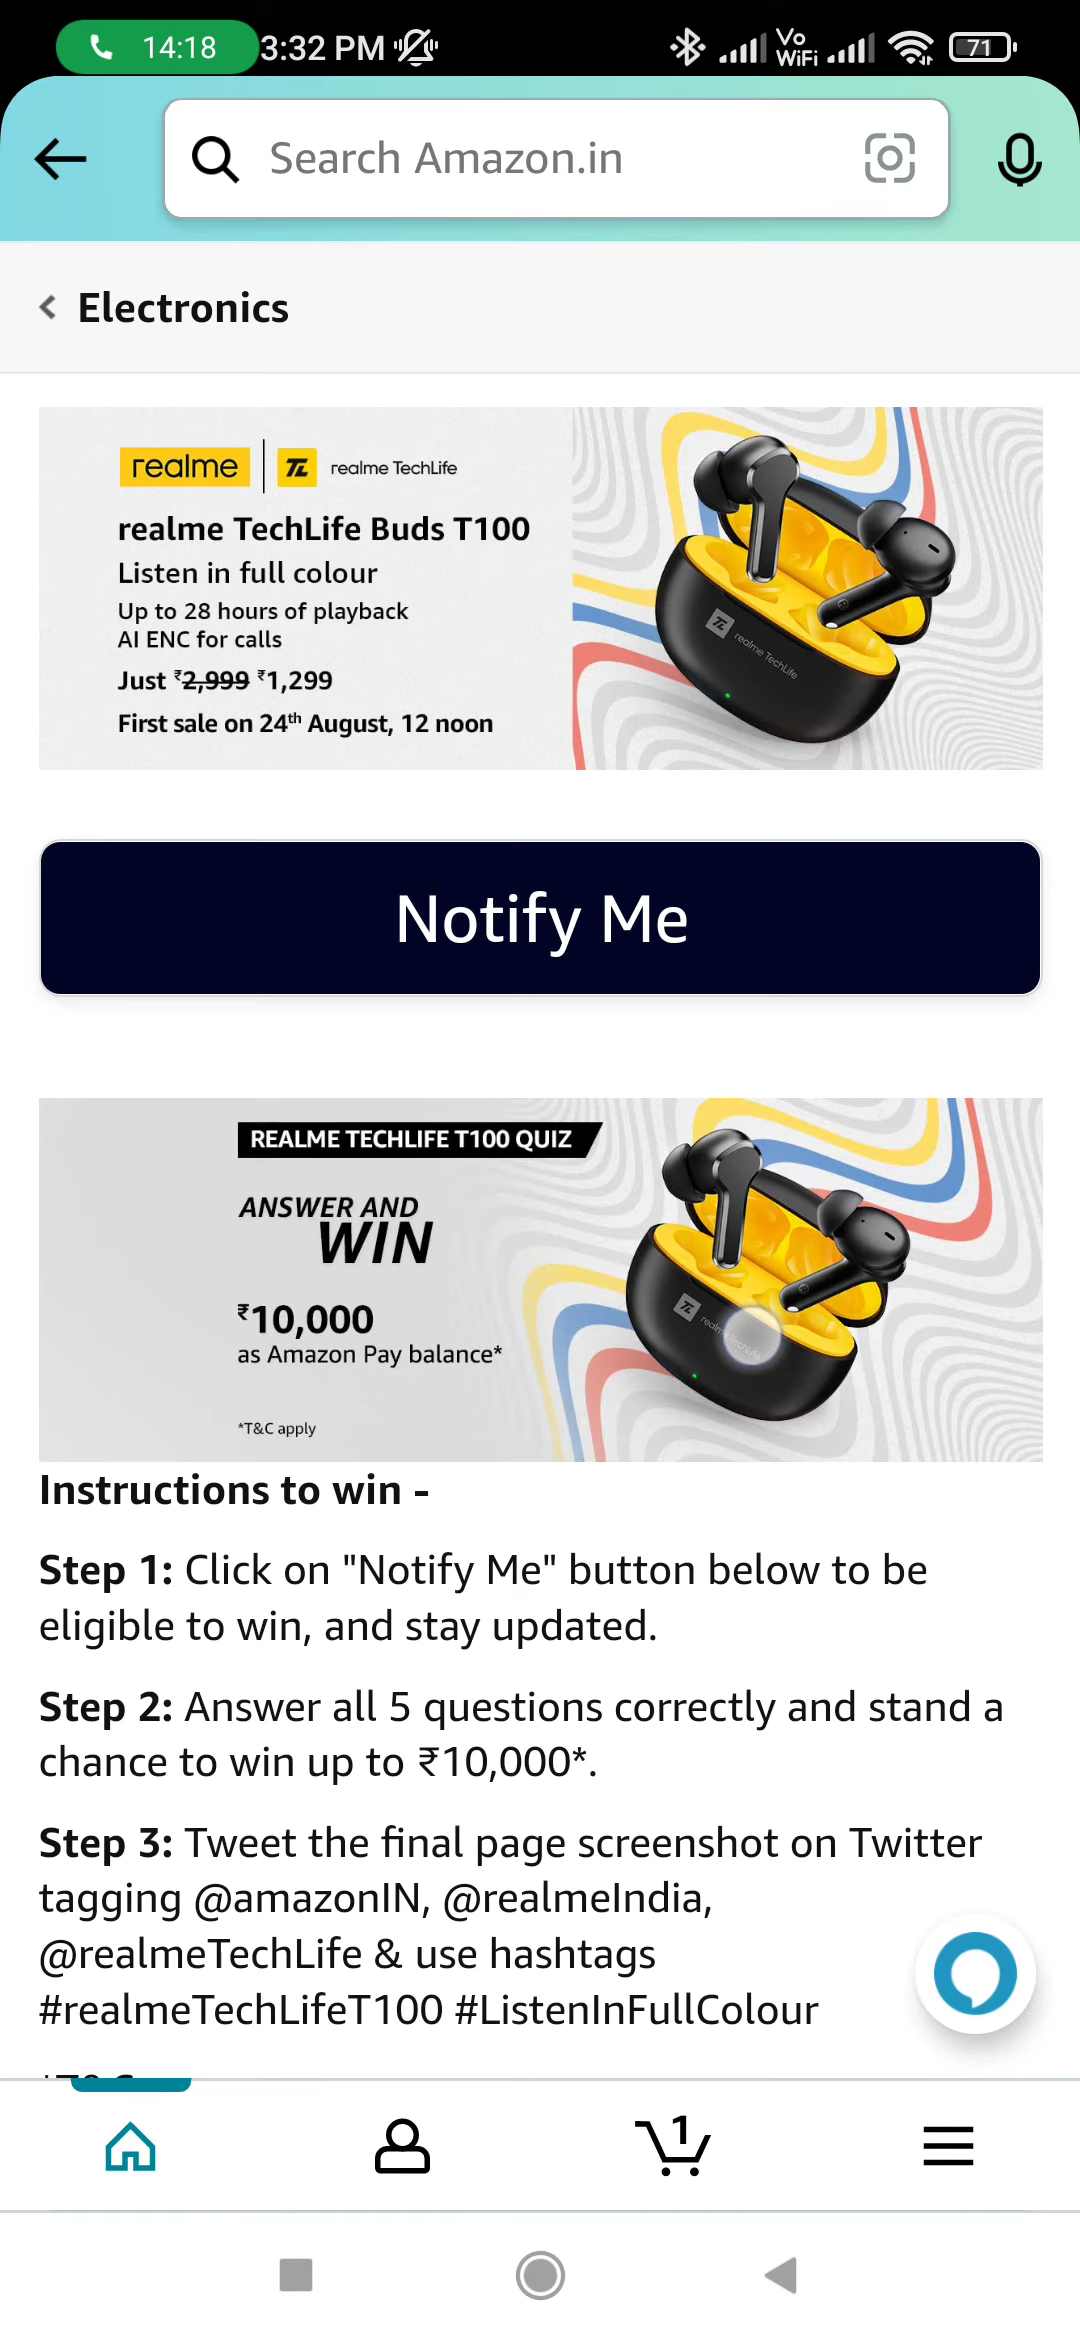 14:18 3:32 PM Vo WiFi 71
Search Amazon.in
Electronics
realme TL realme TechLife
realme TechLife Buds T100
Listen in full colour
Up to 28 hours of playback
AI ENC for calls
Just ₹2,999 ₹1,299
First sale on 24th August, 12 noon
TL realme TechLife
Notify Me
REALME TECHLIFE T100 QUIZ
ANSWER AND
WIN
₹10,000
as Amazon Pay balance*
*T&C apply
TL realme TechLife
Instructions to win -
Step 1: Click on "Notify Me" button below to be
eligible to win, and stay updated.
Step 2: Answer all 5 questions correctly and stand a
chance to win up to ₹10,000*.
Step 3: Tweet the final page screenshot on Twitter
tagging @amazonIN, @realmeIndia,
@realmeTechLife & use hashtags
#realmeTechLifeT100 #ListenInFullColour
1